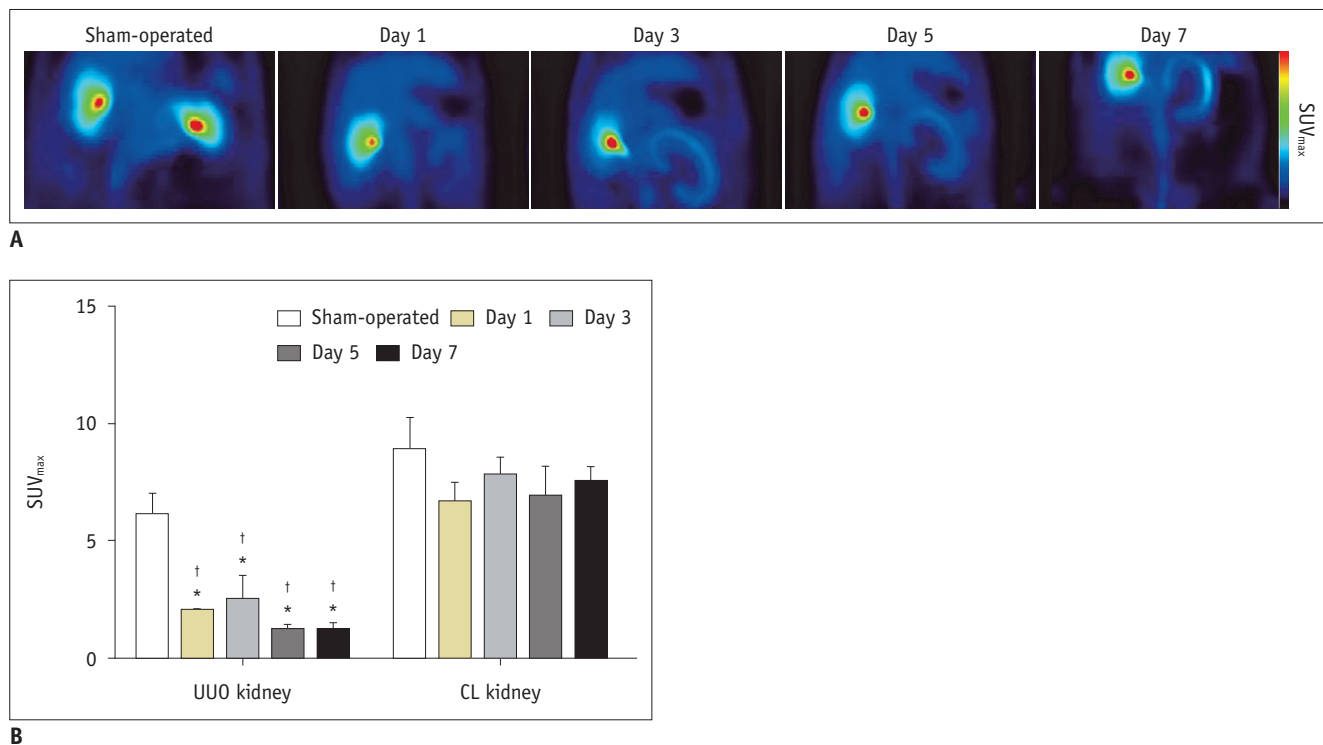 Sham-operated Day 1 Day 3 Day 5 Day 7
SUVmax
A
15
10
5
0
SUVmax
Sham-operated Day 1 Day 3
Day 5 Day 7
† † † †
* * * *
UUO kidney CL kidney
B